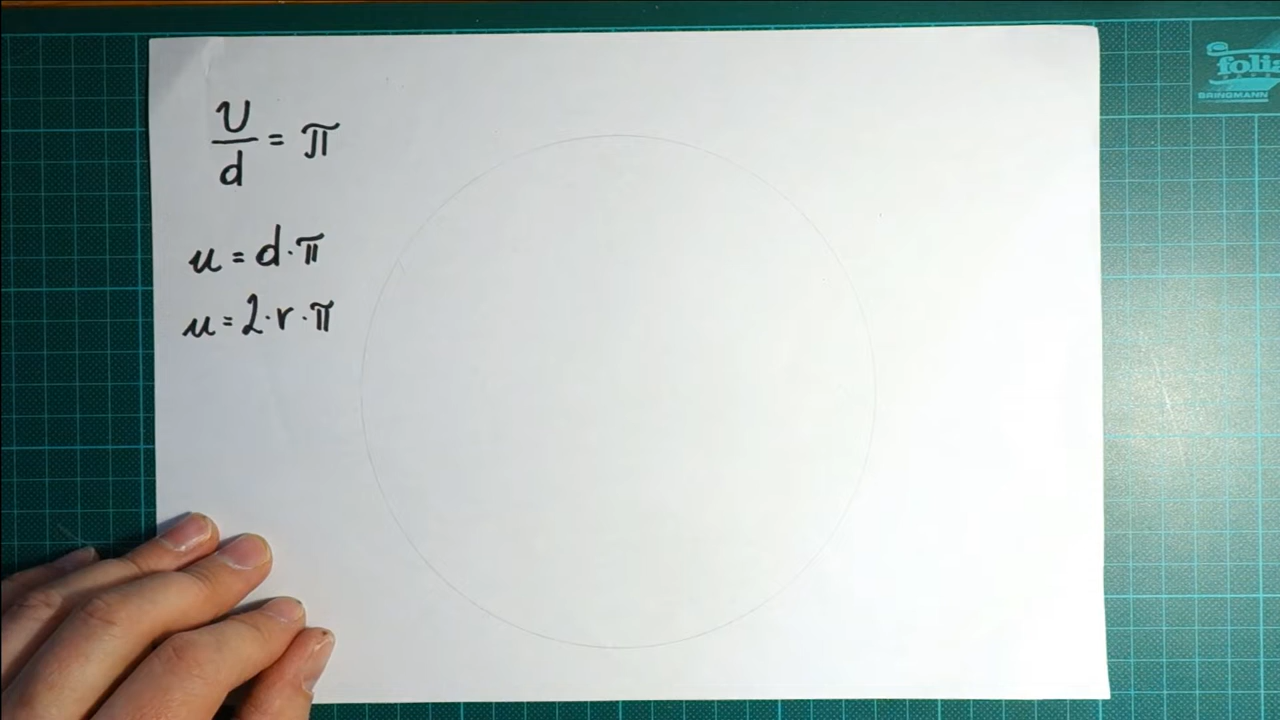 U/d = π
u = d·π
u = 2·r·π
folia
BRINGMANN